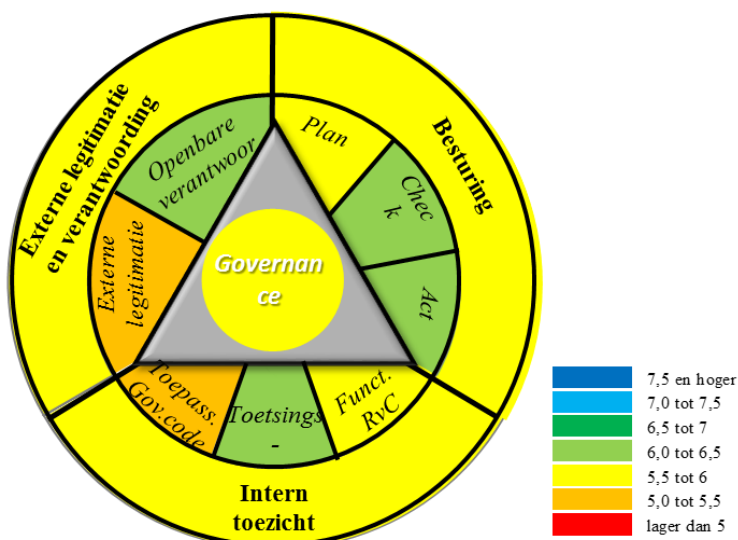 Externe legitimatie
en verantwoording
Besturing
Intern
toezicht
Openbare
verantwoor
Plan
Chec
k
Act
Externe
legitimatie
Toepass.
Gov.code
Toetsings
-
Funct.
RvC
Governan
ce
7,5 en hoger
7,0 tot 7,5
6,5 tot 7
6,0 tot 6,5
5,5 tot 6
5,0 tot 5,5
lager dan 5